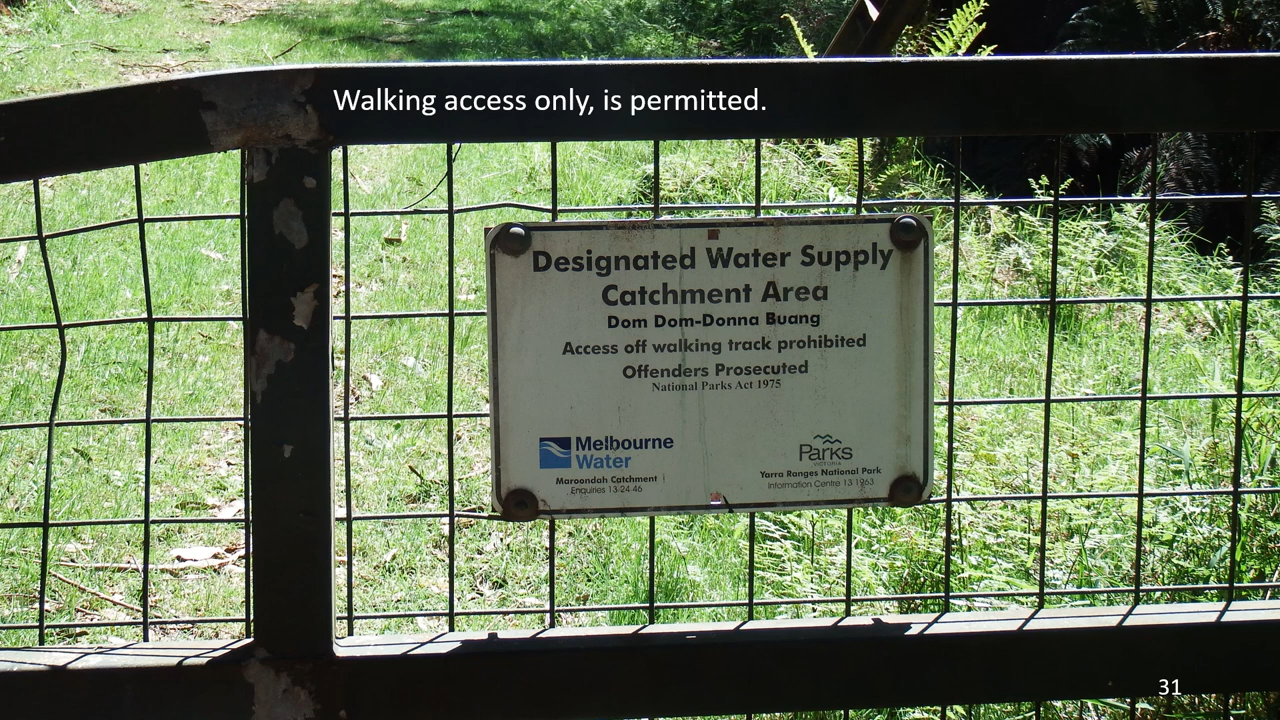 Walking access only, is permitted.
Designated Water Supply
Catchment Area
Dom Dom-Donna Buang
Access off walking track prohibited
Offenders Prosecuted
National Parks Act 1975
Melbourne
Water
Maroondah Catchment
Enquiries 13 24 46
Parks
VICTORIA
Yarra Ranges National Park
Information Centre 13 1963
31